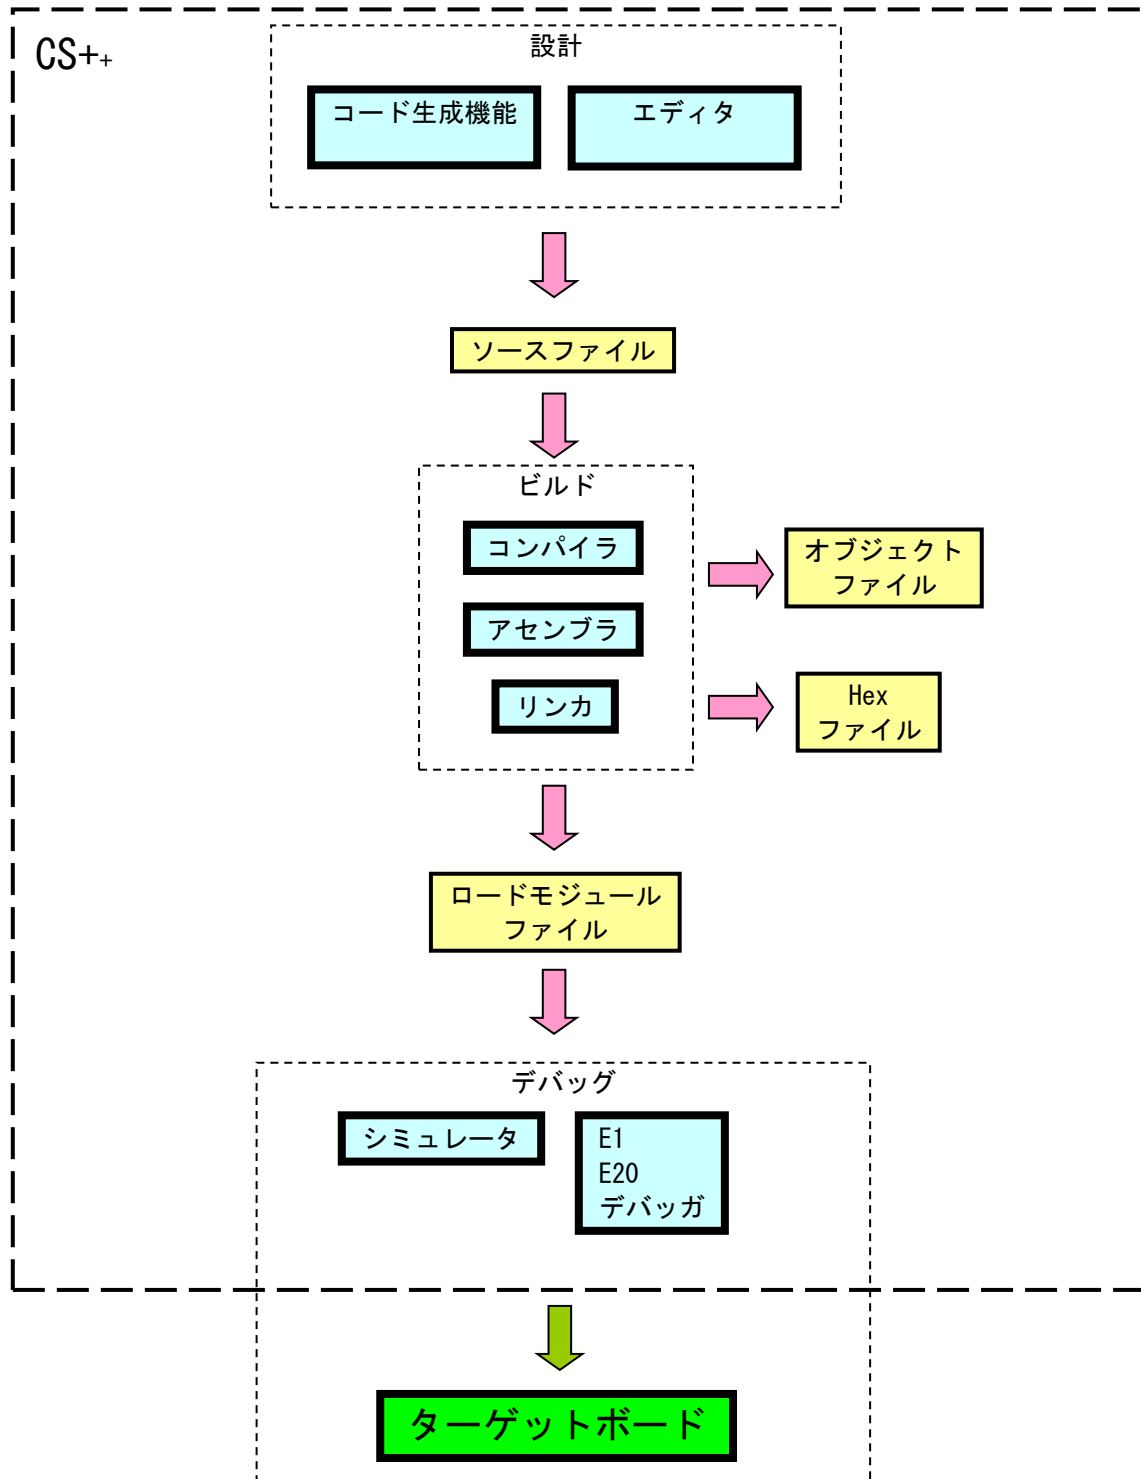 CS++
設計
コード生成機能
エディタ
ソースファイル
ビルド
コンパイラ
アセンブラ
リンカ
オブジェクト
ファイル
Hex
ファイル
ロードモジュール
ファイル
デバッグ
シミュレータ
E1
E20
デバッガ
ターゲットボード